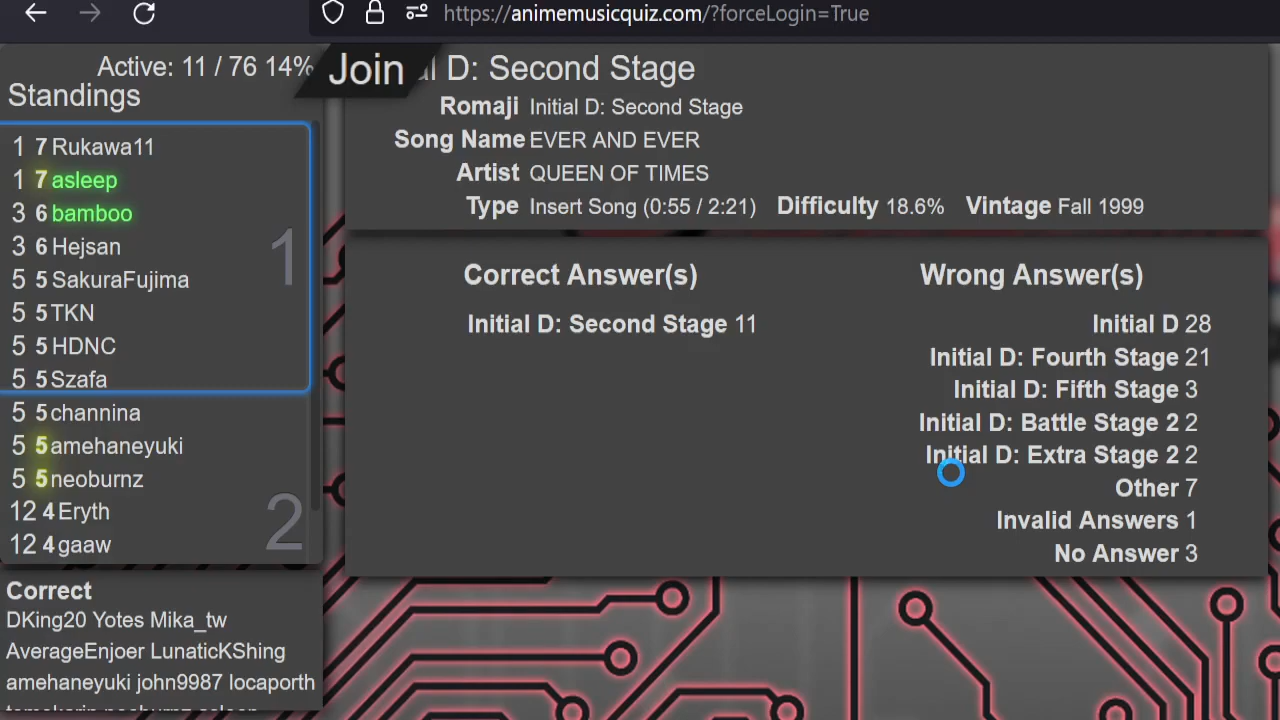 https://animemusicquiz.com/?forceLogin=True
Active: 11 / 76 14%
Standings
1 7 Rukawa11
1 7 asleep
3 6 bamboo
3 6 Hejsan
5 5 SakuraFujima
5 5 TKN
5 5 HDNC
5 5 Szafa
1
5 5 channina
5 5 amehaneyuki
5 5 neoburnz
12 4 Eryth
12 4 gaaw
2
Correct
DKing20 Yotes Mika_tw
AverageEnjoer LunaticKShing
amehaneyuki john9987 locaporth
Join
l D: Second Stage
Romaji Initial D: Second Stage
Song Name EVER AND EVER
Artist QUEEN OF TIMES
Type Insert Song (0:55 / 2:21) Difficulty 18.6% Vintage Fall 1999
Correct Answer(s)
Initial D: Second Stage 11
Wrong Answer(s)
Initial D 28
Initial D: Fourth Stage 21
Initial D: Fifth Stage 3
Initial D: Battle Stage 2 2
Initial D: Extra Stage 2 2
Other 7
Invalid Answers 1
No Answer 3